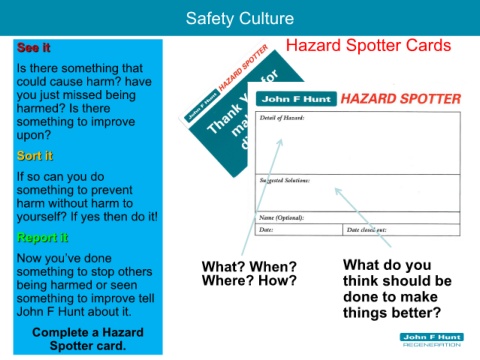 Safety Culture
See it
Is there something that
could cause harm? have
you just missed being
harmed? Is there
something to improve
upon?
Sort it
If so can you do
something to prevent
harm without harm to
yourself? If yes then do it!
Report it
Now you've done
something to stop others
being harmed or seen
something to improve tell
John F Hunt about it.
Complete a Hazard
Spotter card.
Hazard Spotter Cards
John F Hunt HAZARD SPOTTER
Thank for
John F Hunt HAZARD SPOTTER
Detail of Hazard:
Suggested Solutions:
Name (Optional):
Date: Date closed out:
What? When?
Where? How?
What do you
think should be
done to make
things better?
John F Hunt
REGENERATION